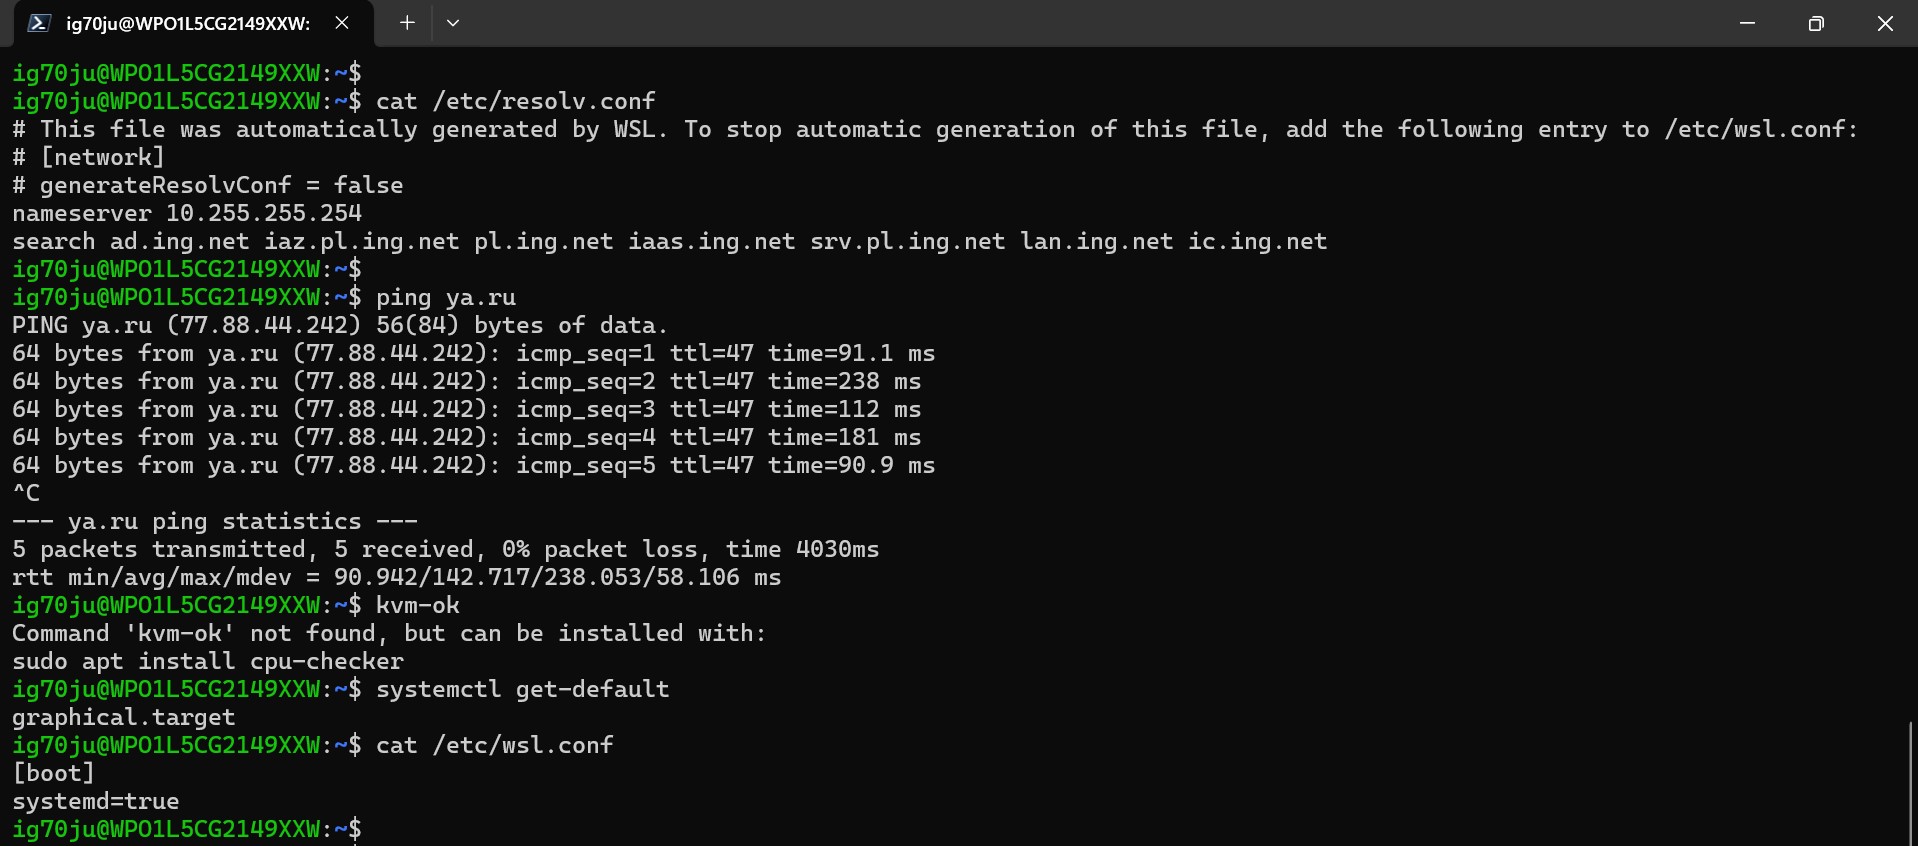 ig70ju@WPO1L5CG2149XXW:
ig70ju@WPO1L5CG2149XXW:~$
ig70ju@WPO1L5CG2149XXW:~$ cat /etc/resolv.conf
# This file was automatically generated by WSL. To stop automatic generation of this file, add the following entry to /etc/wsl.conf:
# [network]
# generateResolvConf = false
nameserver 10.255.255.254
search ad.ing.net iaz.pl.ing.net pl.ing.net iaas.ing.net srv.pl.ing.net lan.ing.net ic.ing.net
ig70ju@WPO1L5CG2149XXW:~$
ig70ju@WPO1L5CG2149XXW:~$ ping ya.ru
PING ya.ru (77.88.44.242) 56(84) bytes of data.
64 bytes from ya.ru (77.88.44.242): icmp_seq=1 ttl=47 time=91.1 ms
64 bytes from ya.ru (77.88.44.242): icmp_seq=2 ttl=47 time=238 ms
64 bytes from ya.ru (77.88.44.242): icmp_seq=3 ttl=47 time=112 ms
64 bytes from ya.ru (77.88.44.242): icmp_seq=4 ttl=47 time=181 ms
64 bytes from ya.ru (77.88.44.242): icmp_seq=5 ttl=47 time=90.9 ms
^C
--- ya.ru ping statistics ---
5 packets transmitted, 5 received, 0% packet loss, time 4030ms
rtt min/avg/max/mdev = 90.942/142.717/238.053/58.106 ms
ig70ju@WPO1L5CG2149XXW:~$ kvm-ok
Command 'kvm-ok' not found, but can be installed with:
sudo apt install cpu-checker
ig70ju@WPO1L5CG2149XXW:~$ systemctl get-default
graphical.target
ig70ju@WPO1L5CG2149XXW:~$ cat /etc/wsl.conf
[boot]
systemd=true
ig70ju@WPO1L5CG2149XXW:~$